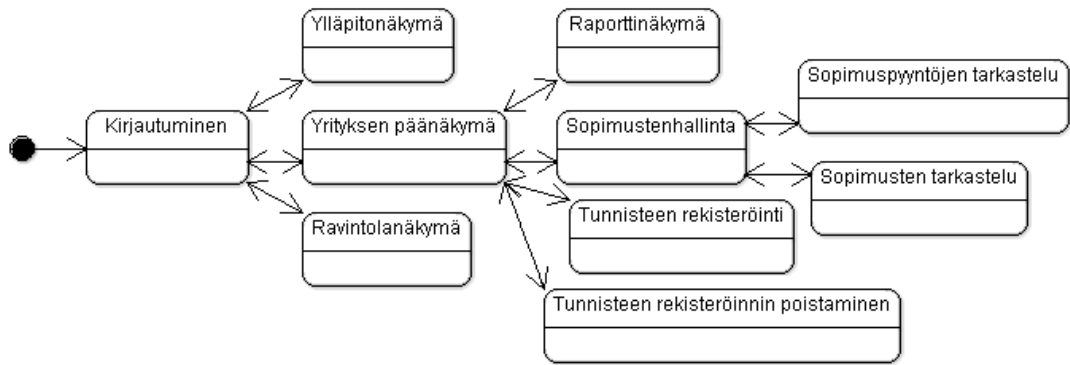 Ylläpitonäkymä
Raporttinäkymä
Sopimuspyyntöjen tarkastelu
Kirjautuminen
Yrityksen päänäkymä
Sopimustenhallinta
Sopimusten tarkastelu
Ravintolanäkymä
Tunnisteen rekisteröinti
Tunnisteen rekisteröinnin poistaminen